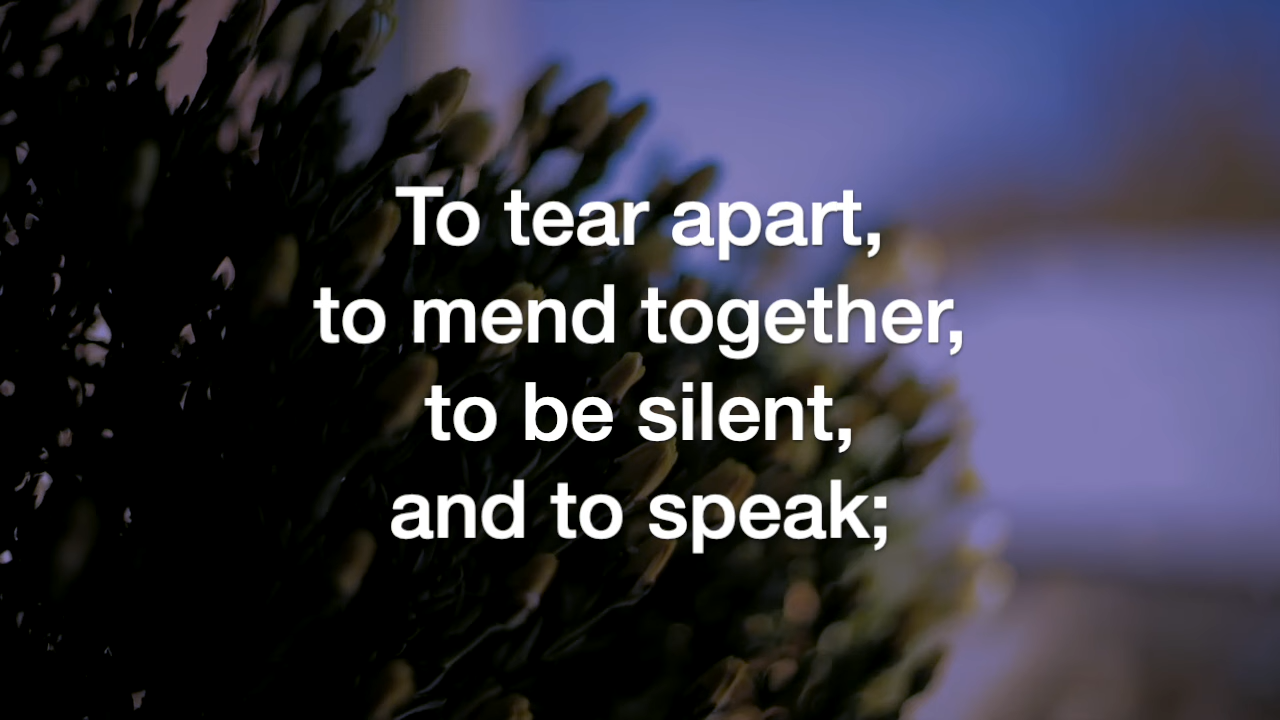 To tear apart,
to mend together,
to be silent,
and to speak;